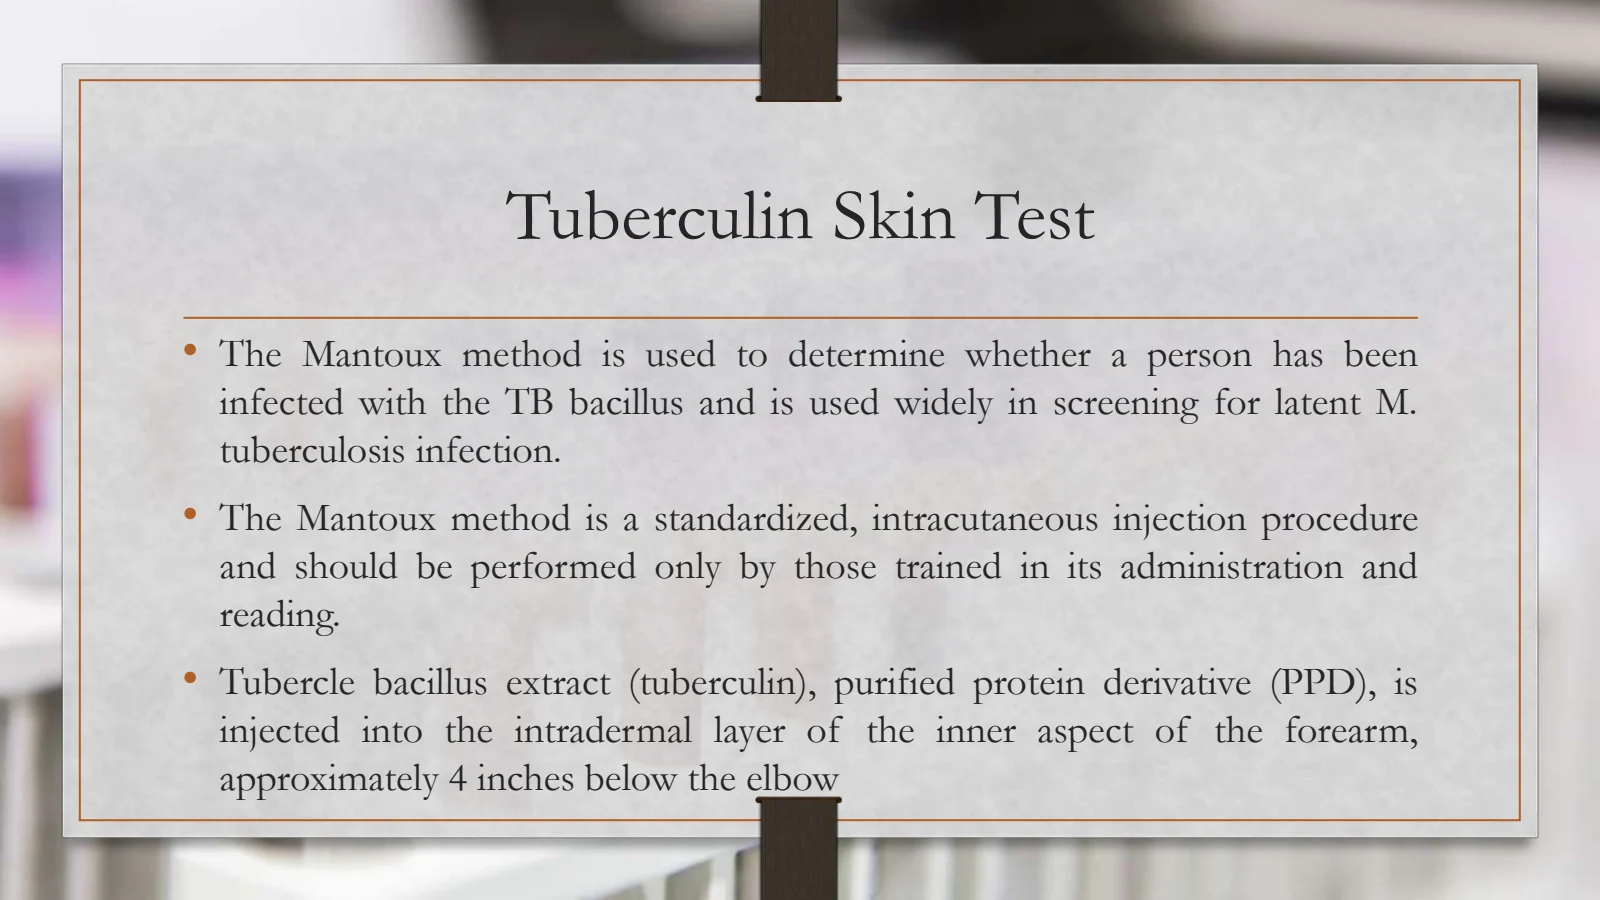 Tuberculin Skin Test
• The Mantoux method is used to determine whether a person has been
infected with the TB bacillus and is used widely in screening for latent M.
tuberculosis infection.
• The Mantoux method is a standardized, intracutaneous injection procedure
and should be performed only by those trained in its administration and
reading.
• Tubercle bacillus extract (tuberculin), purified protein derivative (PPD), is
injected into the intradermal layer of the inner aspect of the forearm,
approximately 4 inches below the elbow